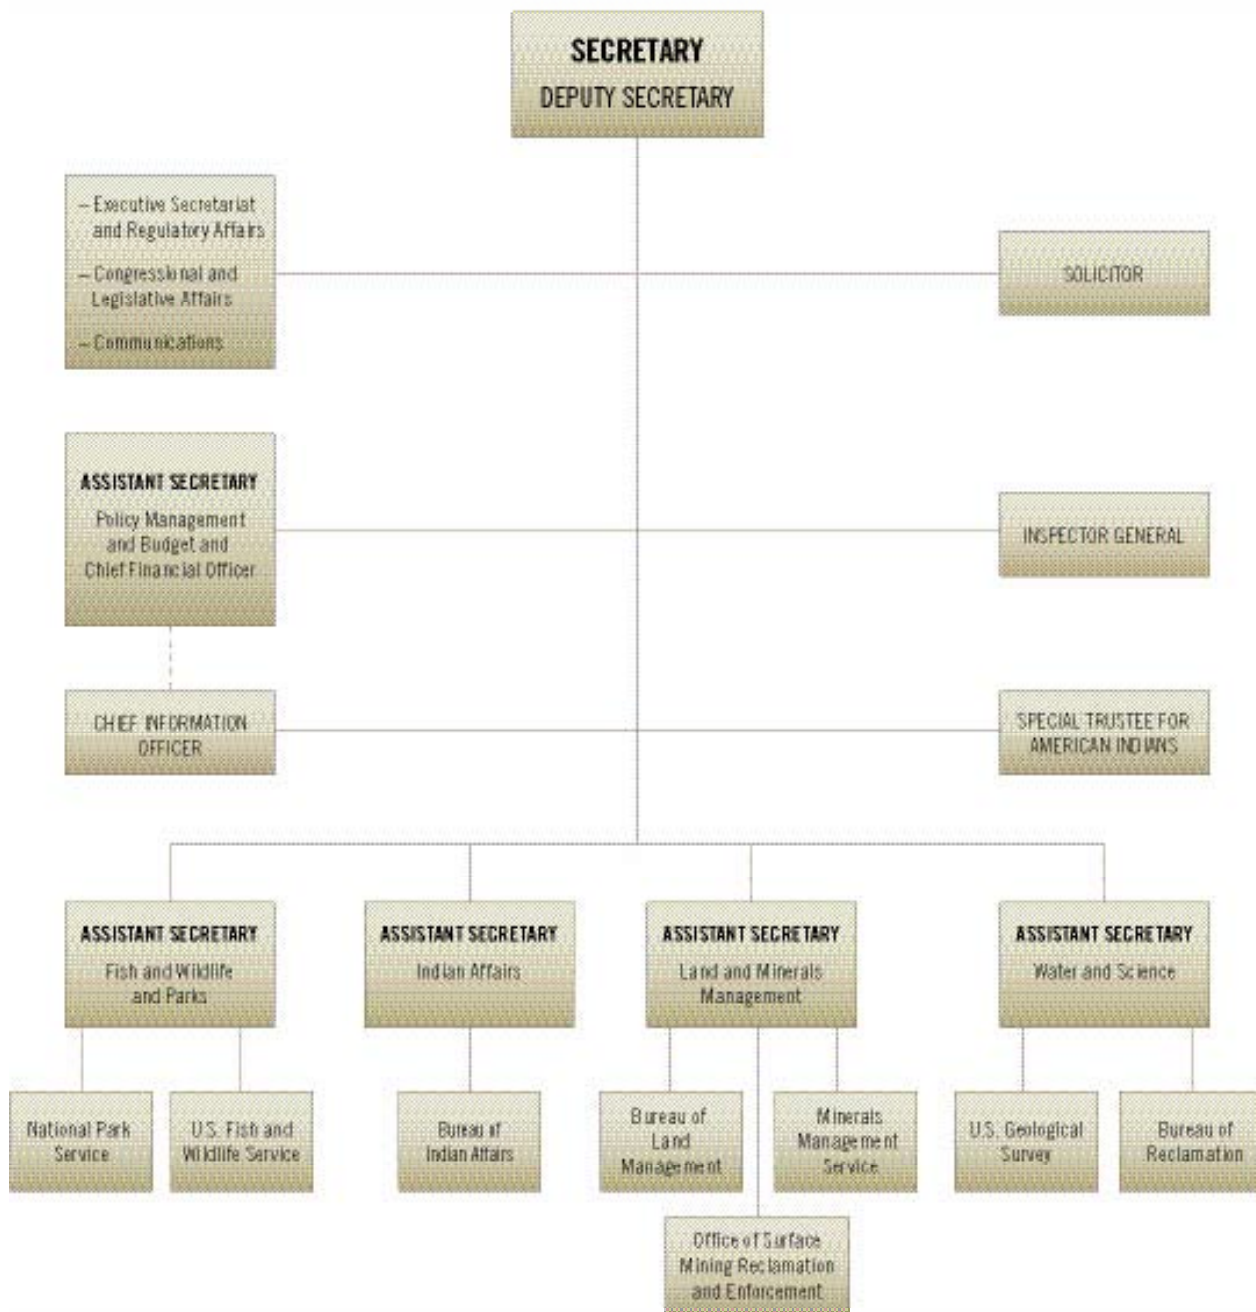 SECRETARY
DEPUTY SECRETARY
– Executive Secretariat
and Regulatory Affairs
– Congressional and
Legislative Affairs
– Communications
SOLICITOR
ASSISTANT SECRETARY
Policy Management
and Budget and
Chief Financial Officer
INSPECTOR GENERAL
CHIEF INFORMATION
OFFICER
SPECIAL TRUSTEE FOR
AMERICAN INDIANS
ASSISTANT SECRETARY
Fish and Wildlife
and Parks
ASSISTANT SECRETARY
Indian Affairs
ASSISTANT SECRETARY
Land and Minerals
Management
ASSISTANT SECRETARY
Water and Science
National Park
Service
U.S. Fish and
Wildlife Service
Bureau of
Indian Affairs
Bureau of
Land
Management
Minerals
Management
Service
U.S. Geological
Survey
Bureau of
Reclamation
Office of Surface
Mining Reclamation
and Enforcement